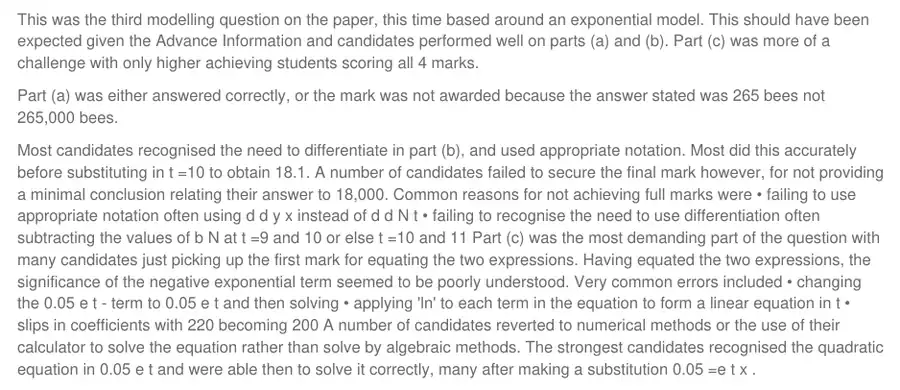 This was the third modelling question on the paper, this time based around an exponential model. This should have been
expected given the Advance Information and candidates performed well on parts (a) and (b). Part (c) was more of a
challenge with only higher achieving students scoring all 4 marks.
Part (a) was either answered correctly, or the mark was not awarded because the answer stated was 265 bees not
265,000 bees.
Most candidates recognised the need to differentiate in part (b), and used appropriate notation. Most did this accurately
before substituting in t =10 to obtain 18.1. A number of candidates failed to secure the final mark however, for not providing
a minimal conclusion relating their answer to 18,000. Common reasons for not achieving full marks were • failing to use
appropriate notation often using d d y x instead of d d N t • failing to recognise the need to use differentiation often
subtracting the values of b N at t =9 and 10 or else t =10 and 11 Part (c) was the most demanding part of the question with
many candidates just picking up the first mark for equating the two expressions. Having equated the two expressions, the
significance of the negative exponential term seemed to be poorly understood. Very common errors included • changing
the 0.05 e t - term to 0.05 e t and then solving • applying 'ln' to each term in the equation to form a linear equation in t •
slips in coefficients with 220 becoming 200 A number of candidates reverted to numerical methods or the use of their
calculator to solve the equation rather than solve by algebraic methods. The strongest candidates recognised the quadratic
equation in 0.05 e t and were able then to solve it correctly, many after making a substitution 0.05 =e t x .